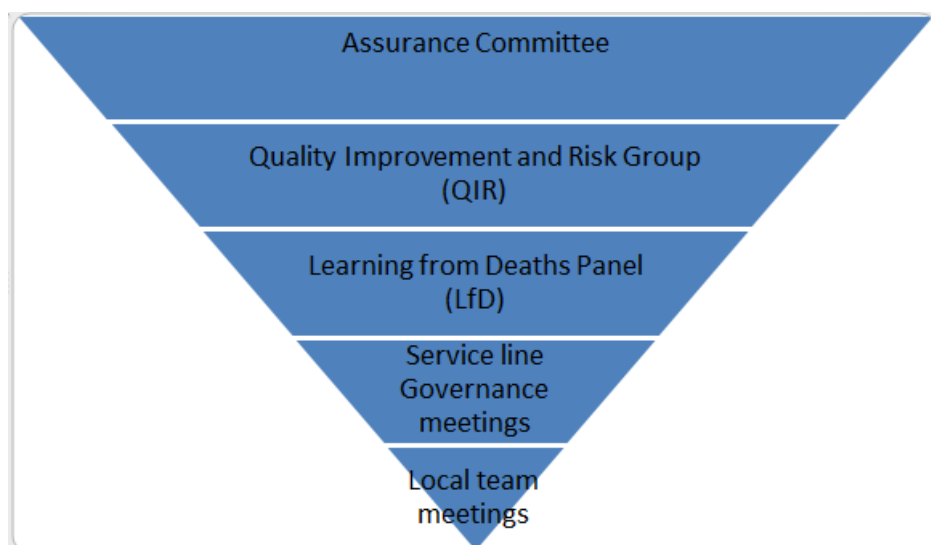 Assurance Committee
Quality Improvement and Risk Group
(QIR)
Learning from Deaths Panel
(LfD)
Service line
Governance
meetings
Local team
meetings